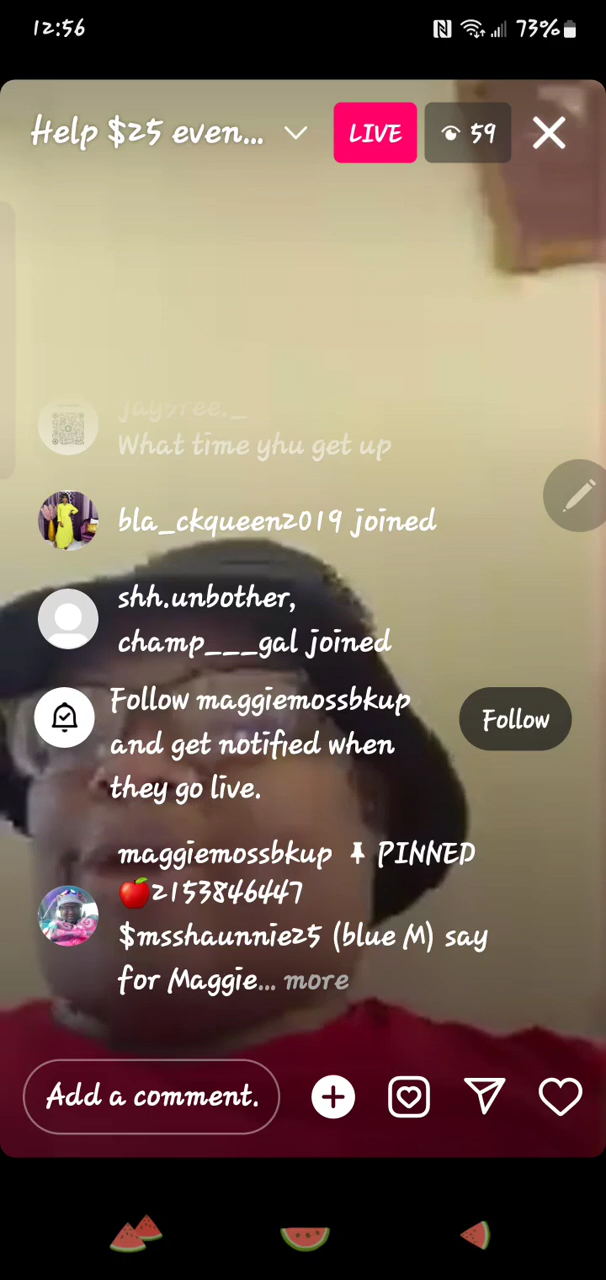 12:56 73%
Help $25 even... LIVE 59
jay5ree._
What time yhu get up
bla_ckqueen2019 joined
shh.unbother,
champ___gal joined
Follow maggiemossbkup
and get notified when
they go live.
Follow
maggiemossbkup 📌 PINNED
🍎2153846447
$msshaunnie25 (blue M) say
for Maggie... more
Add a comment.